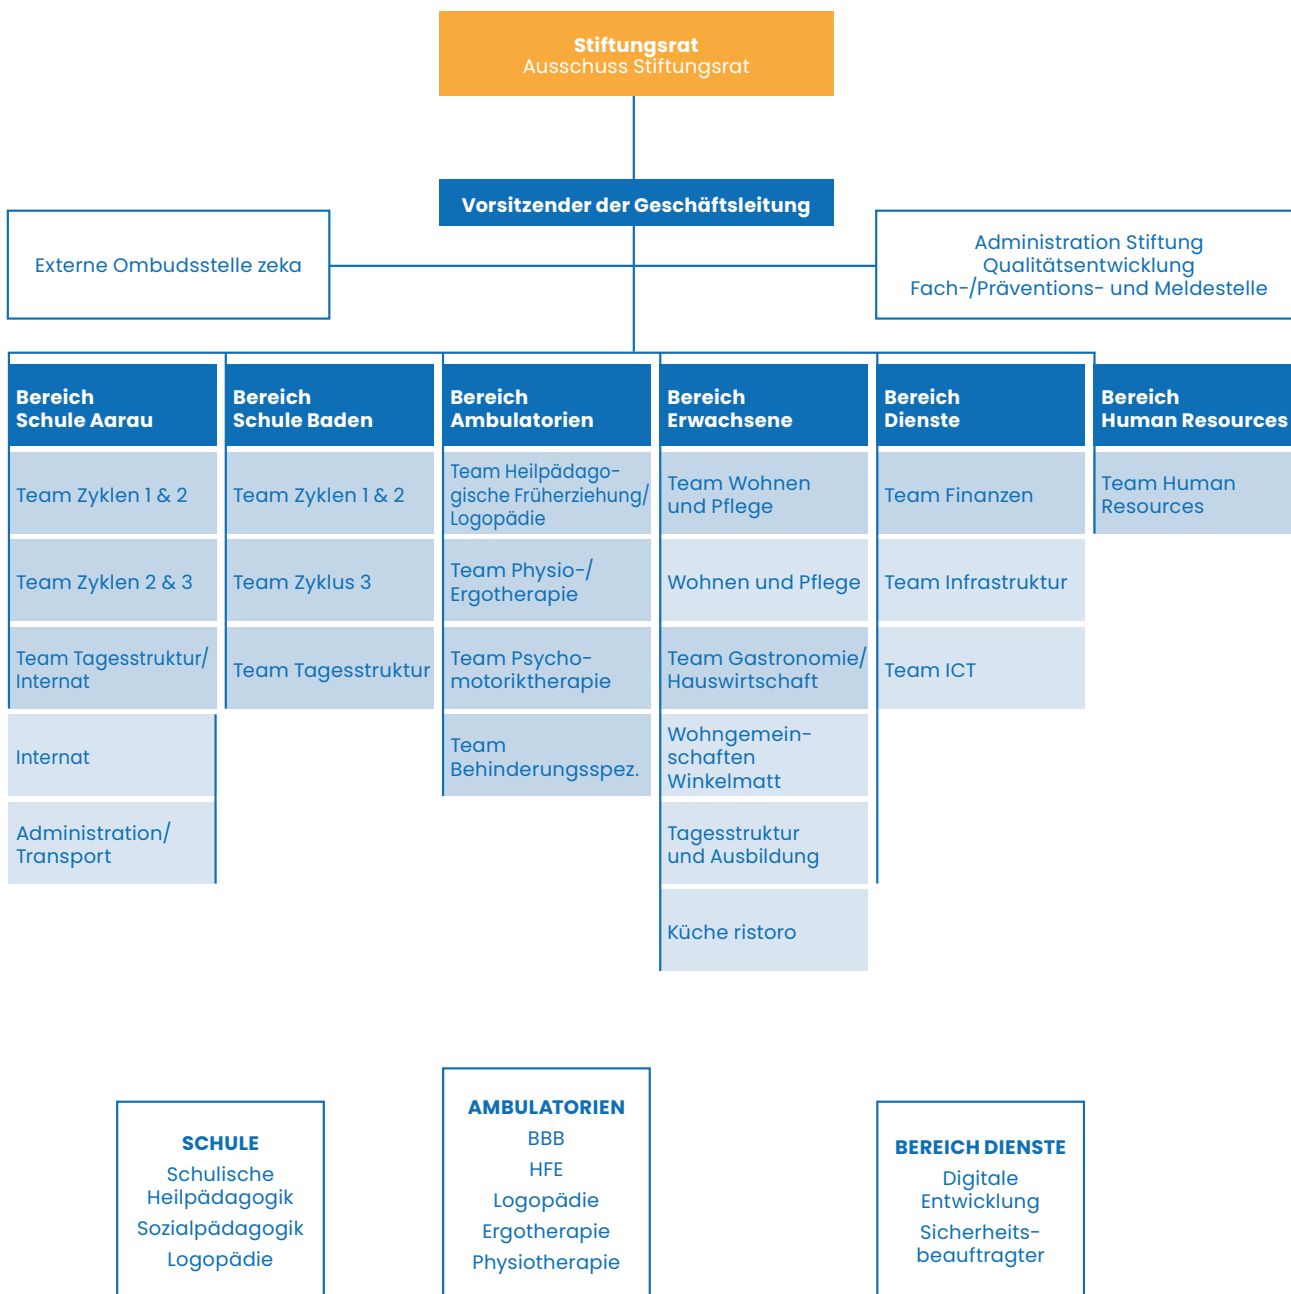 Stiftungsrat
Ausschuss Stiftungsrat
Vorsitzender der Geschäftsleitung
Externe Ombudsstelle zeka
Administration Stiftung
Qualitätsentwicklung
Fach-/Präventions- und Meldestelle
Bereich
Schule Aarau
Team Zyklen 1 & 2
Team Zyklen 2 & 3
Team Tagesstruktur/
Internat
Internat
Administration/
Transport
Bereich
Schule Baden
Team Zyklen 1 & 2
Team Zyklus 3
Team Tagesstruktur
Bereich
Ambulatorien
Team Heilpädago-
gische Früherziehung/
Logopädie
Team Physio-/
Ergotherapie
Team Psycho-
motoriktherapie
Team
Behinderungsspez.
Bereich
Erwachsene
Team Wohnen
und Pflege
Wohnen und Pflege
Team Gastronomie/
Hauswirtschaft
Wohngemein-
schaften
Winkelmatt
Tagesstruktur
und Ausbildung
Küche ristoro
Bereich
Dienste
Team Finanzen
Team Infrastruktur
Team ICT
Bereich
Human Resources
Team Human
Resources
SCHULE
Schulische
Heilpädagogik
Sozialpädagogik
Logopädie
AMBULATORIEN
BBB
HFE
Logopädie
Ergotherapie
Physiotherapie
BEREICH DIENSTE
Digitale
Entwicklung
Sicherheits-
beauftragter